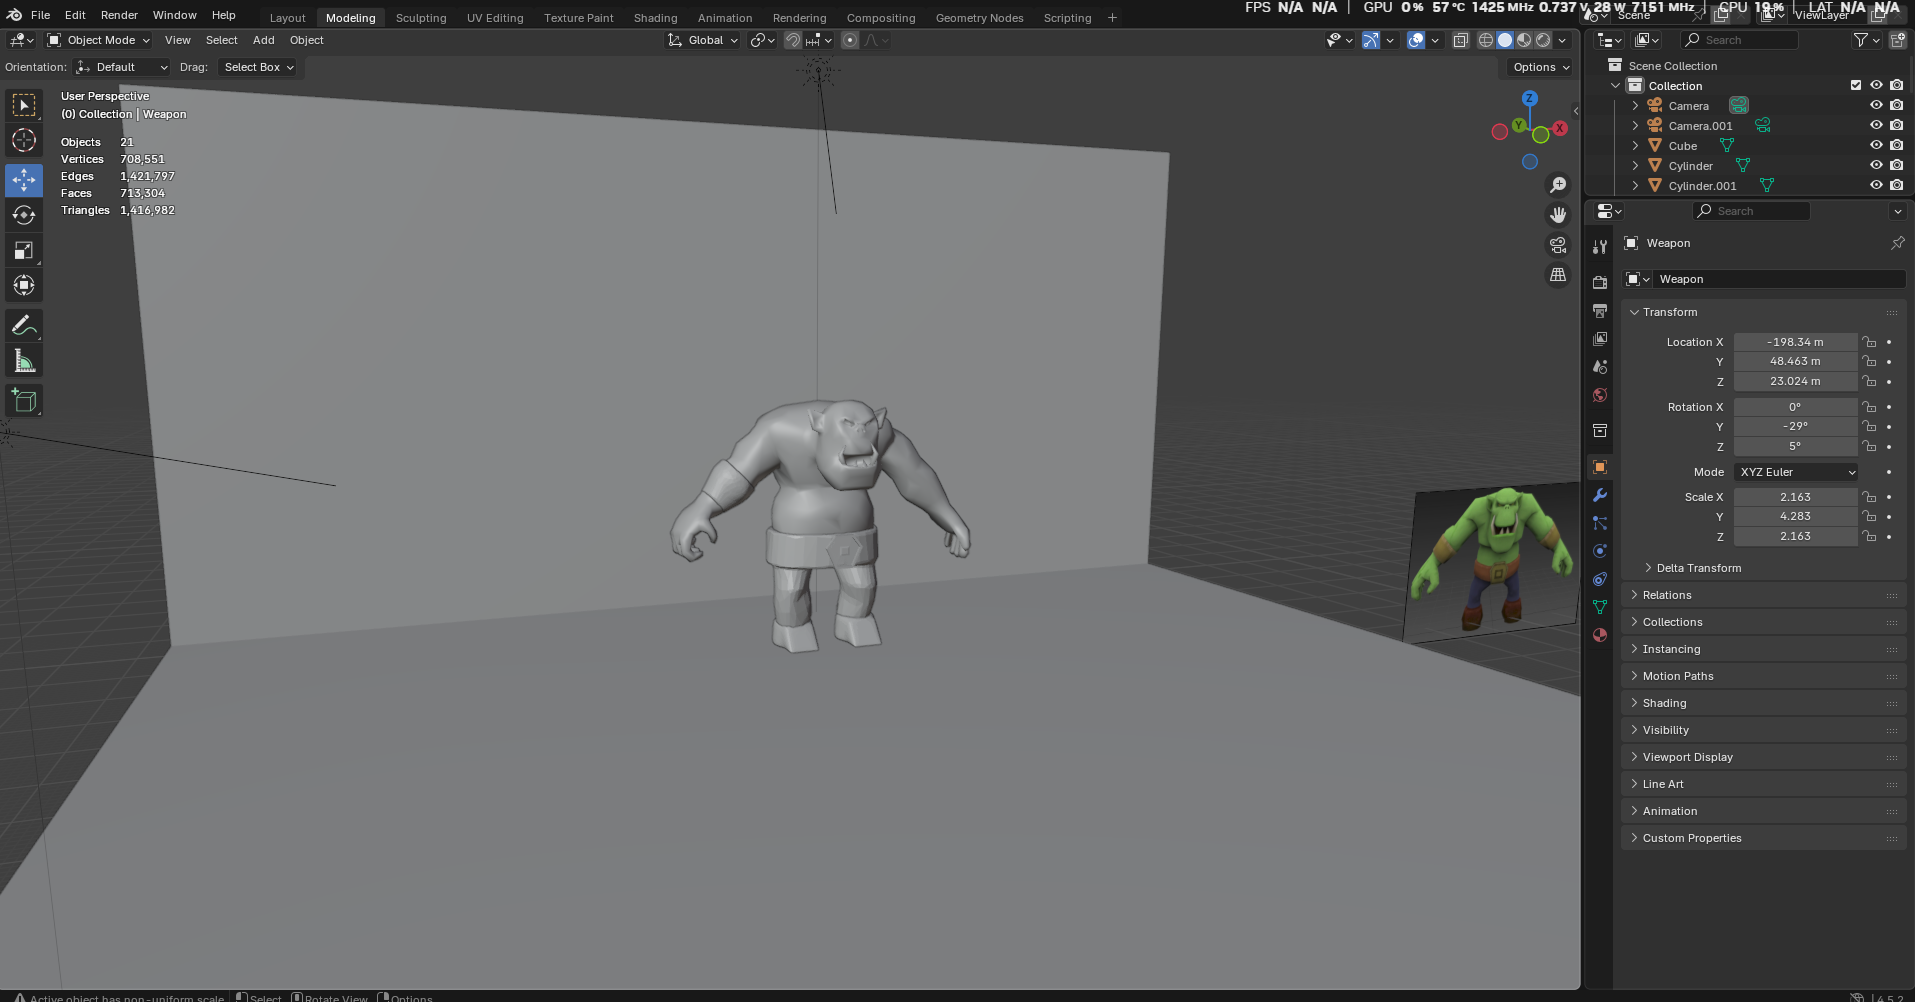 File Edit Render Window Help
Layout Modeling Sculpting UV Editing Texture Paint Shading Animation Rendering Compositing Geometry Nodes Scripting +
FPS N/A N/A | GPU 0% 57°C 1425 MHz 0.737 V 28 W 7151 MHz | CPU 19% | LAT N/A N/A
Scene ViewLayer
Object Mode View Select Add Object
Global
Search
Orientation: Default Drag: Select Box
Options
User Perspective
(0) Collection | Weapon
Objects 21
Vertices 708,551
Edges 1,421,797
Faces 713,304
Triangles 1,416,982
Z
Y
X
Scene Collection
Collection
Camera
Camera.001
Cube
Cylinder
Cylinder.001
Search
Weapon
Weapon
Transform
Location X -198.34 m
Y 48.463 m
Z 23.024 m
Rotation X 0°
Y -29°
Z 5°
Mode XYZ Euler
Scale X 2.163
Y 4.283
Z 2.163
Delta Transform
Relations
Collections
Instancing
Motion Paths
Shading
Visibility
Viewport Display
Line Art
Animation
Custom Properties
Active object has non-uniform scale Select Rotate View Options
4.5.2